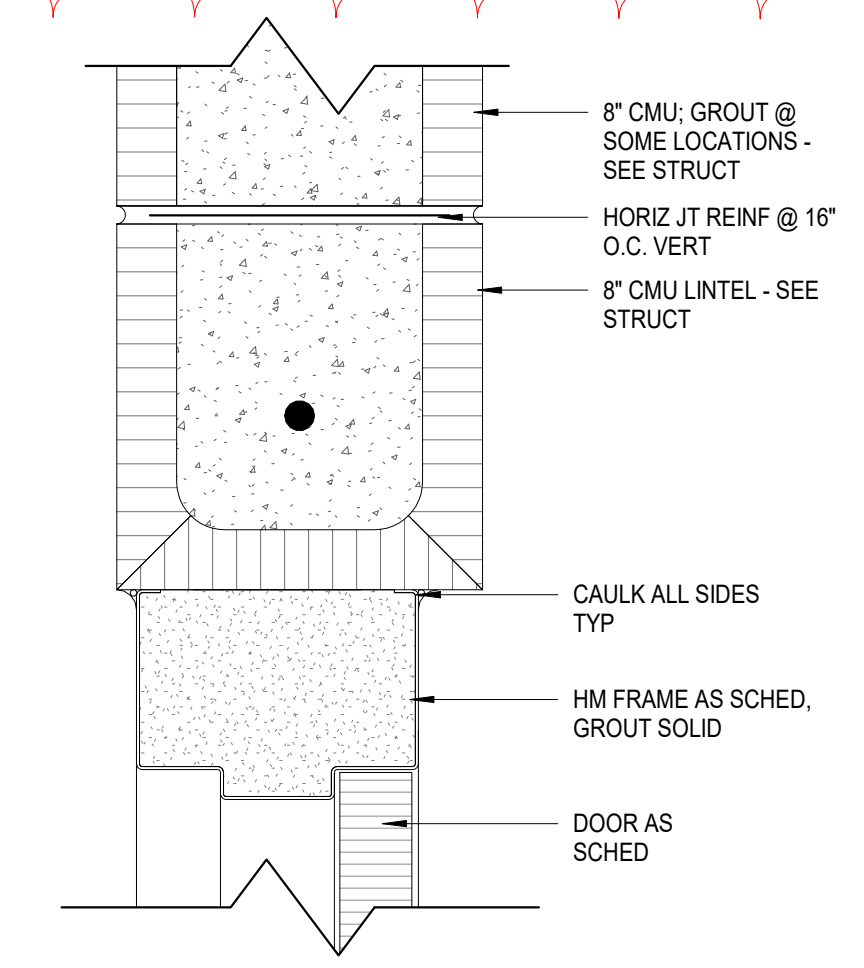 8" CMU; GROUT @
SOME LOCATIONS -
SEE STRUCT
HORIZ JT REINF @ 16"
O.C. VERT
8" CMU LINTEL - SEE
STRUCT
CAULK ALL SIDES
TYP
HM FRAME AS SCHED,
GROUT SOLID
DOOR AS
SCHED